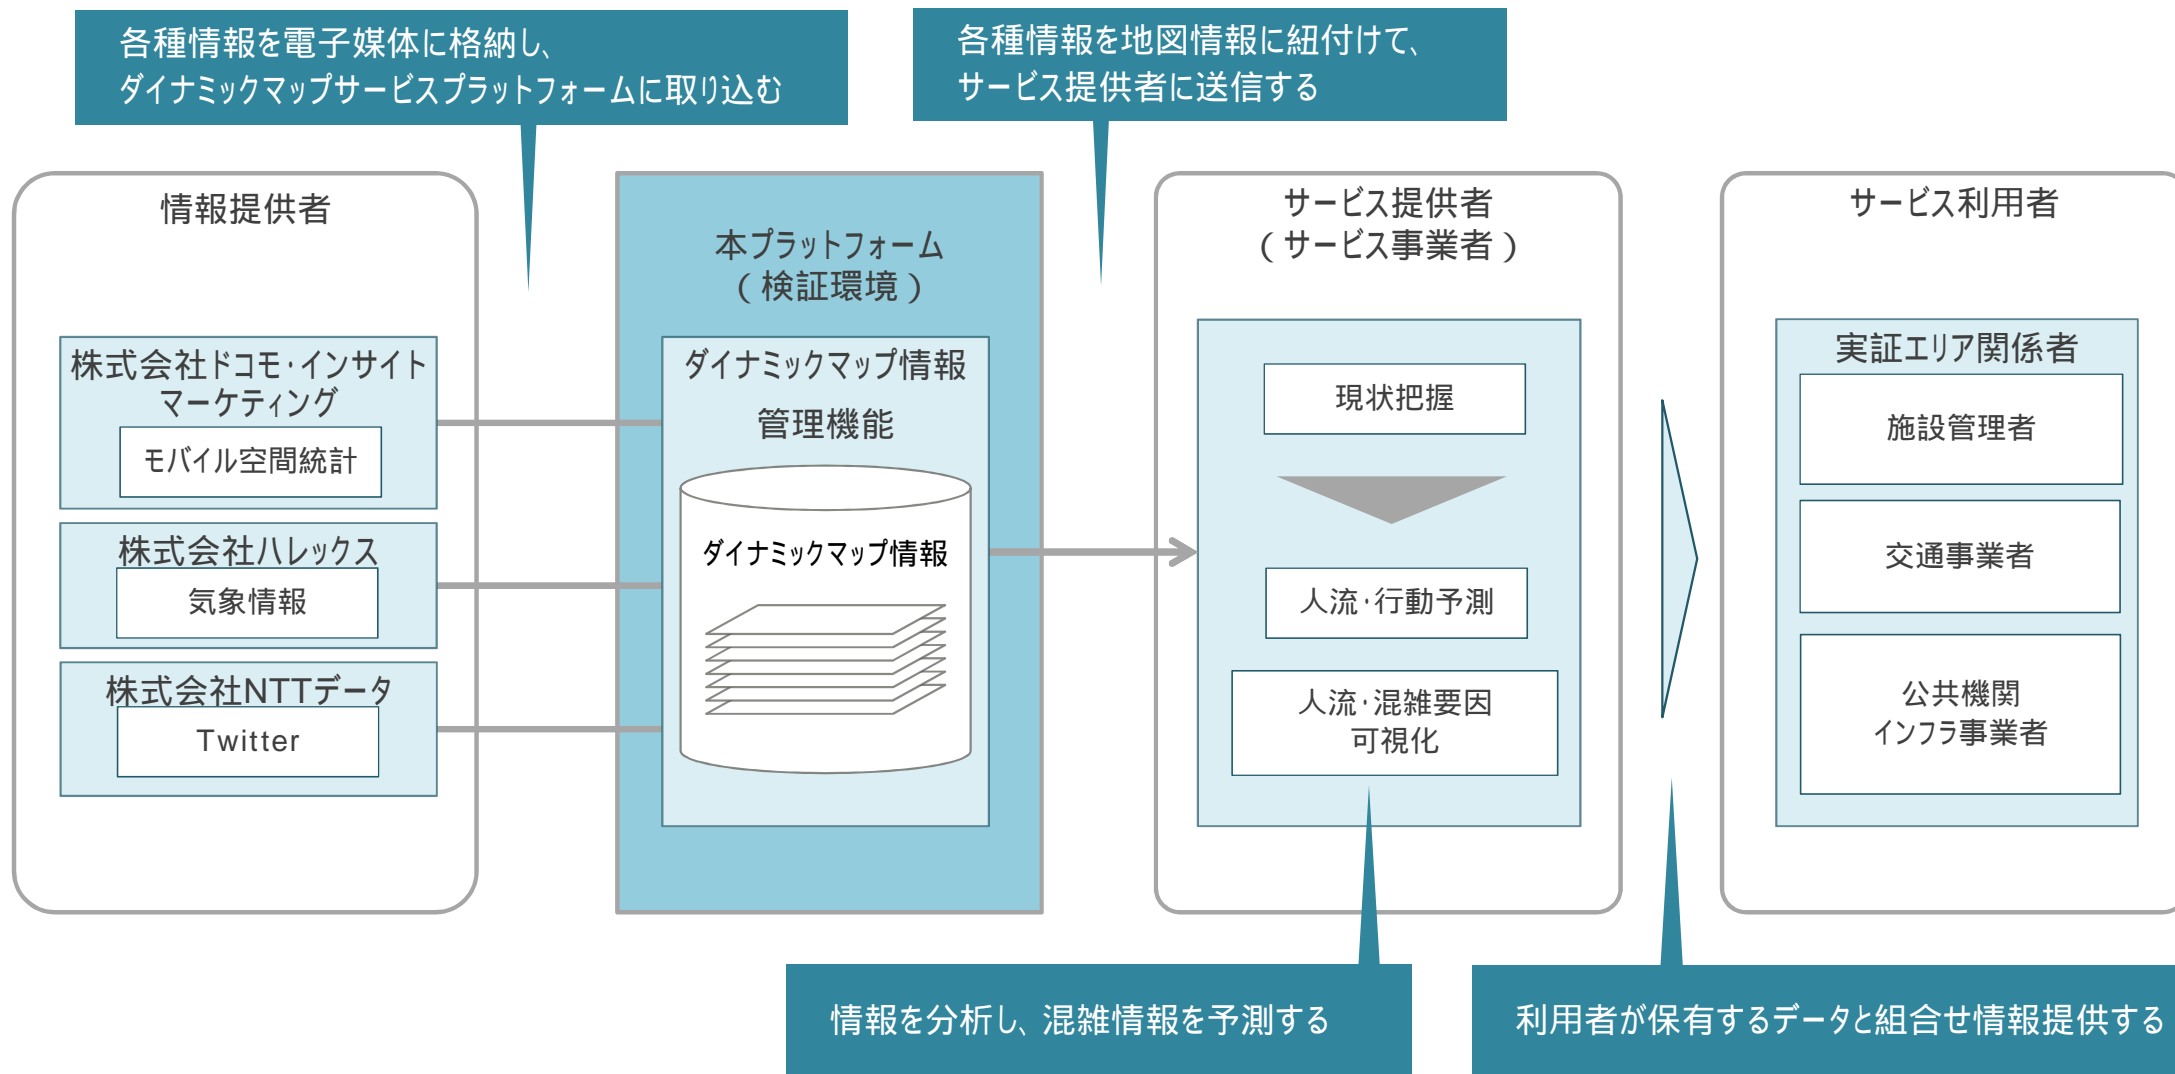 各種情報を電子媒体に格納し、
ダイナミックマップサービスプラットフォームに取り込む
各種情報を地図情報に紐付けて、
サービス提供者に送信する
情報提供者
株式会社ドコモ・インサイト
マーケティング
モバイル空間統計
株式会社ハレックス
気象情報
株式会社NTTデータ
Twitter
本プラットフォーム
(検証環境)
ダイナミックマップ情報
管理機能
ダイナミックマップ情報
サービス提供者
(サービス事業者)
現状把握
人流・行動予測
人流・混雑要因
可視化
サービス利用者
実証エリア関係者
施設管理者
交通事業者
公共機関
インフラ事業者
情報を分析し、混雑情報を予測する
利用者が保有するデータと組合せ情報提供する